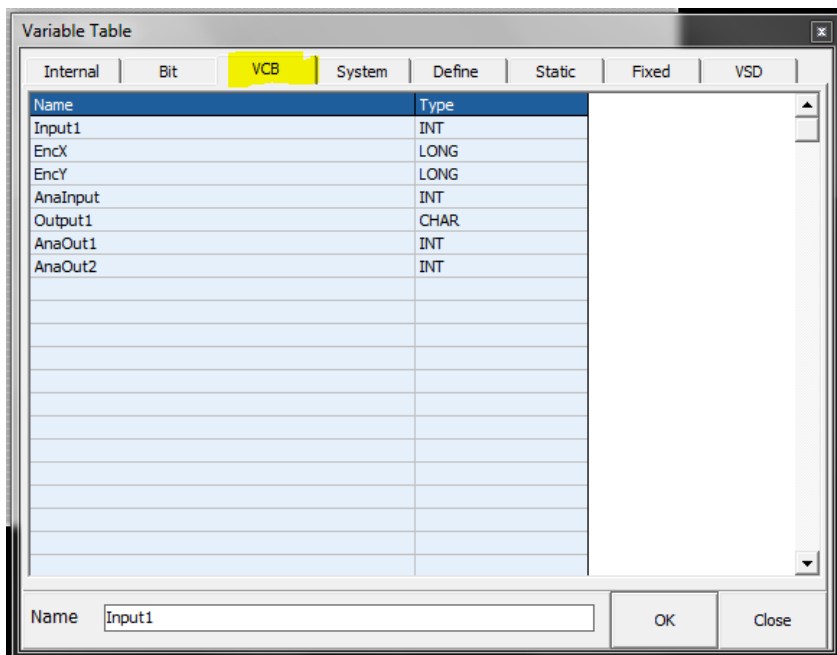 Variable Table
Internal Bit VCB System Define Static Fixed VSD
Name Type
Input1 INT
EncX LONG
EncY LONG
AnaInput INT
Output1 CHAR
AnaOut1 INT
AnaOut2 INT
Name Input1 OK Close